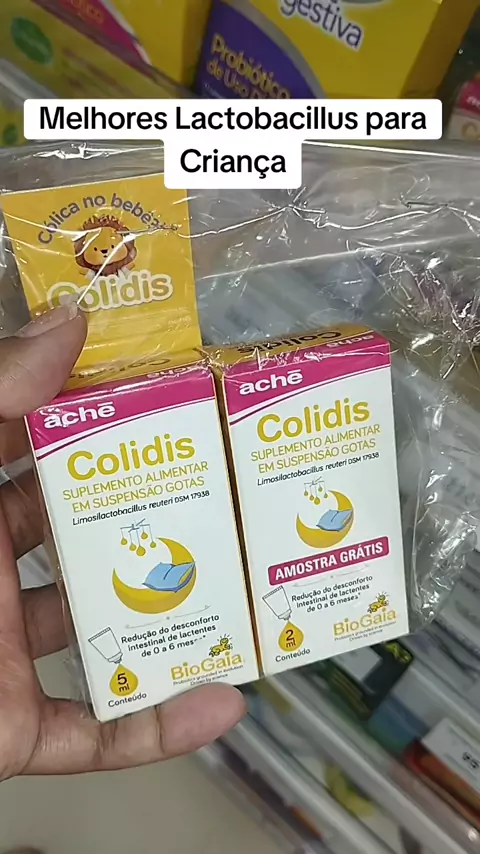 gestiva
Probiótico
de Uso D
Melhores Lactobacillus para
Criança
Cólica no bebê
Colidis
aché
Colidis
SUPLEMENTO ALIMENTAR
EM SUSPENSÃO GOTAS
Limosilactobacillus reuteri DSM 17938
Redução do desconforto
intestinal de lactentes
de 0 a 6 meses
5
ml
Conteúdo
BioGaia
Colidis
aché
Colidis
SUPLEMENTO ALIMENTAR
EM SUSPENSÃO GOTAS
Limosilactobacillus reuteri DSM 17938
AMOSTRA GRÁTIS
Redução do desconforto
intestinal de lactentes
de 0 a 6 meses
2
ml
Conteúdo
BioGaia